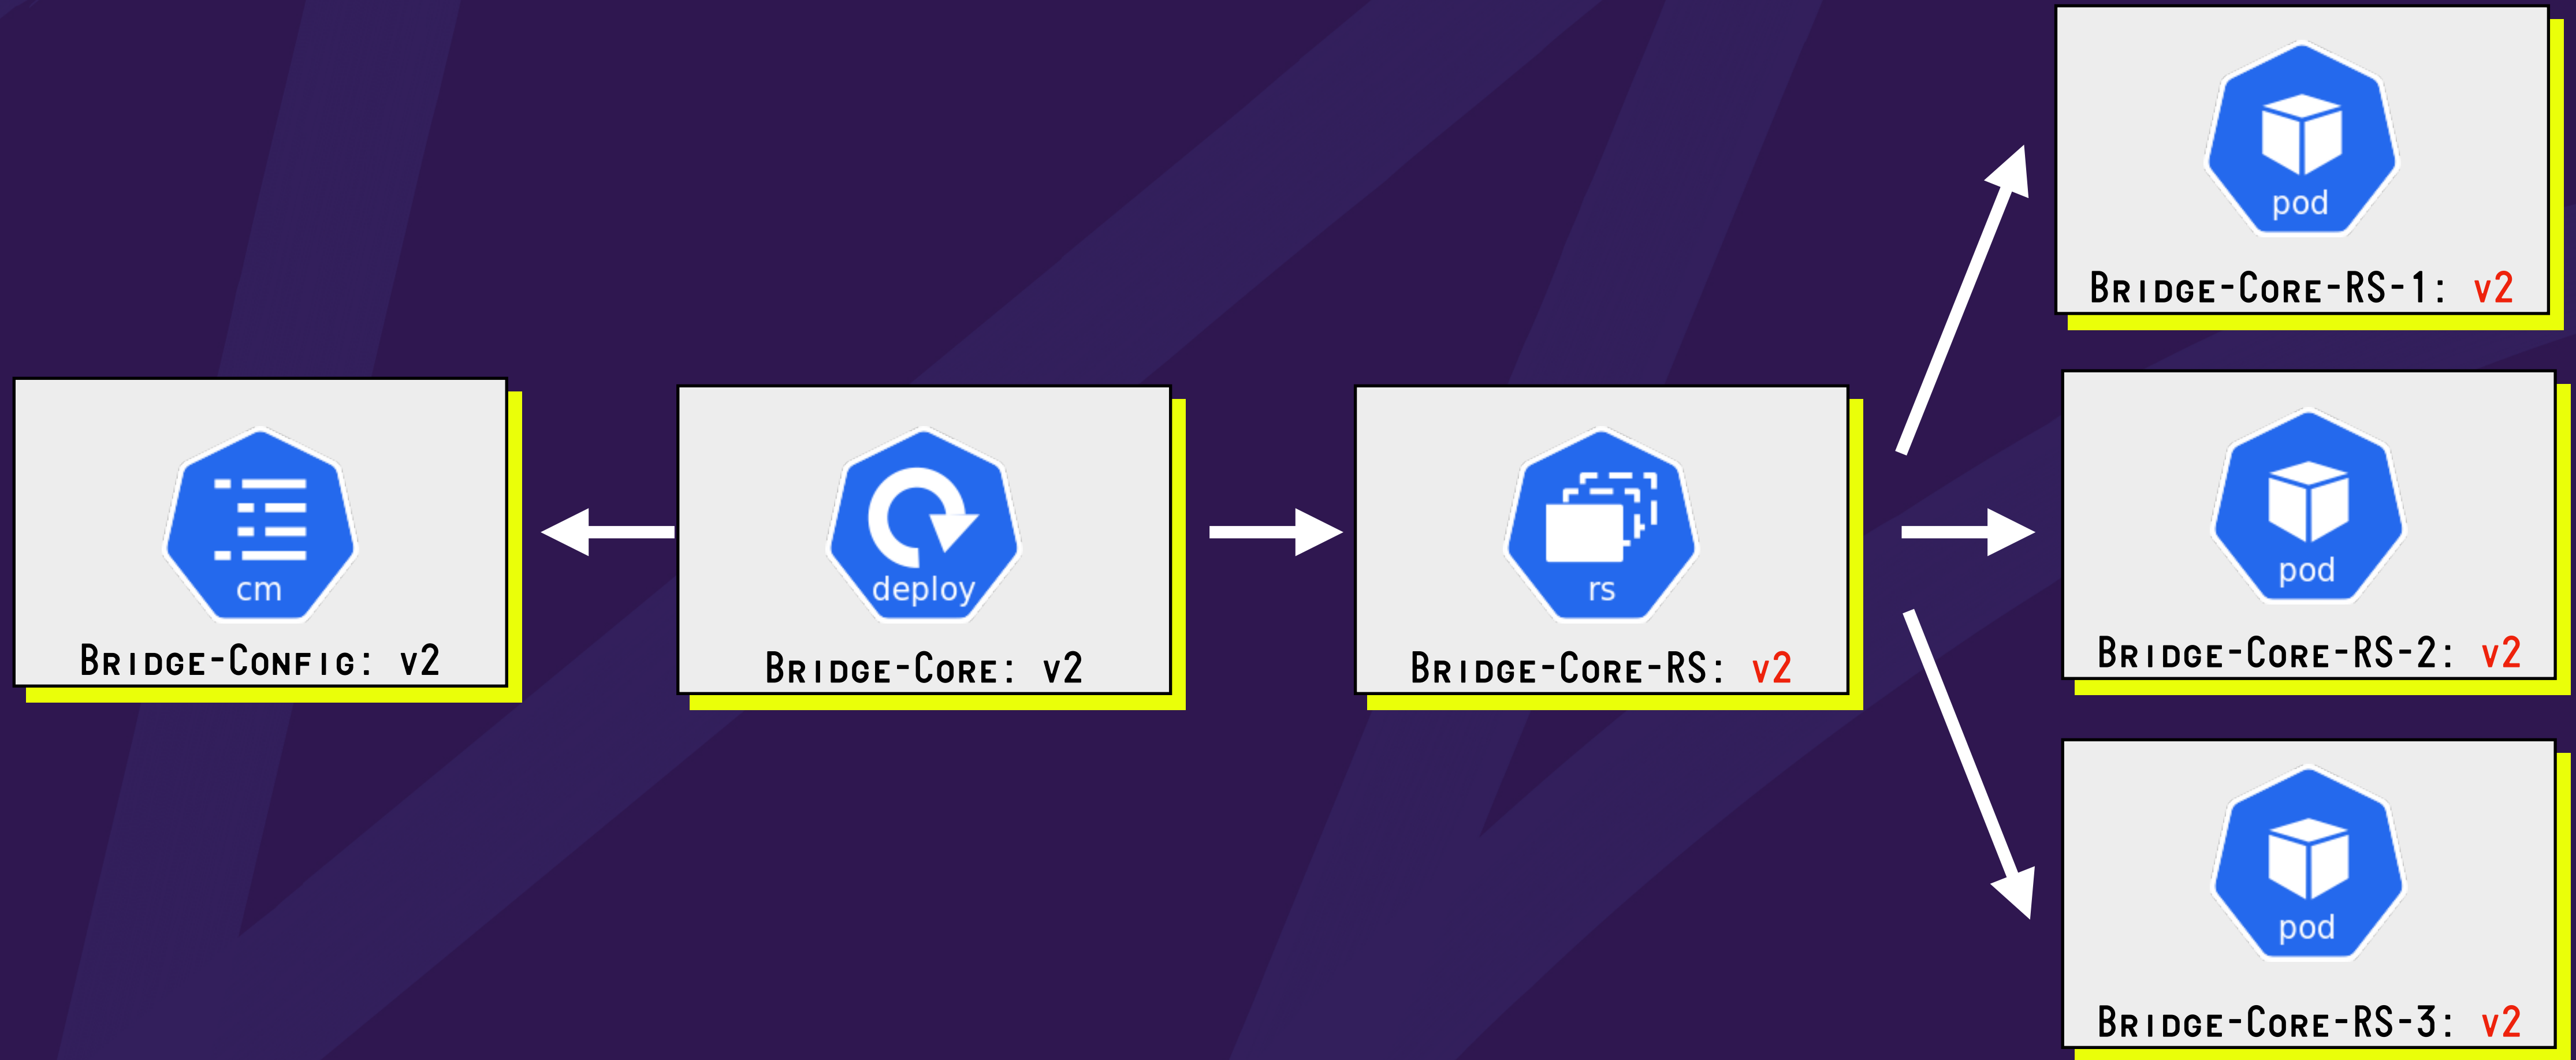 pod
Bridge-Core-RS-1: v2
cm
Bridge-Config: v2
deploy
Bridge-Core: v2
rs
Bridge-Core-RS: v2
pod
Bridge-Core-RS-2: v2
pod
Bridge-Core-RS-3: v2